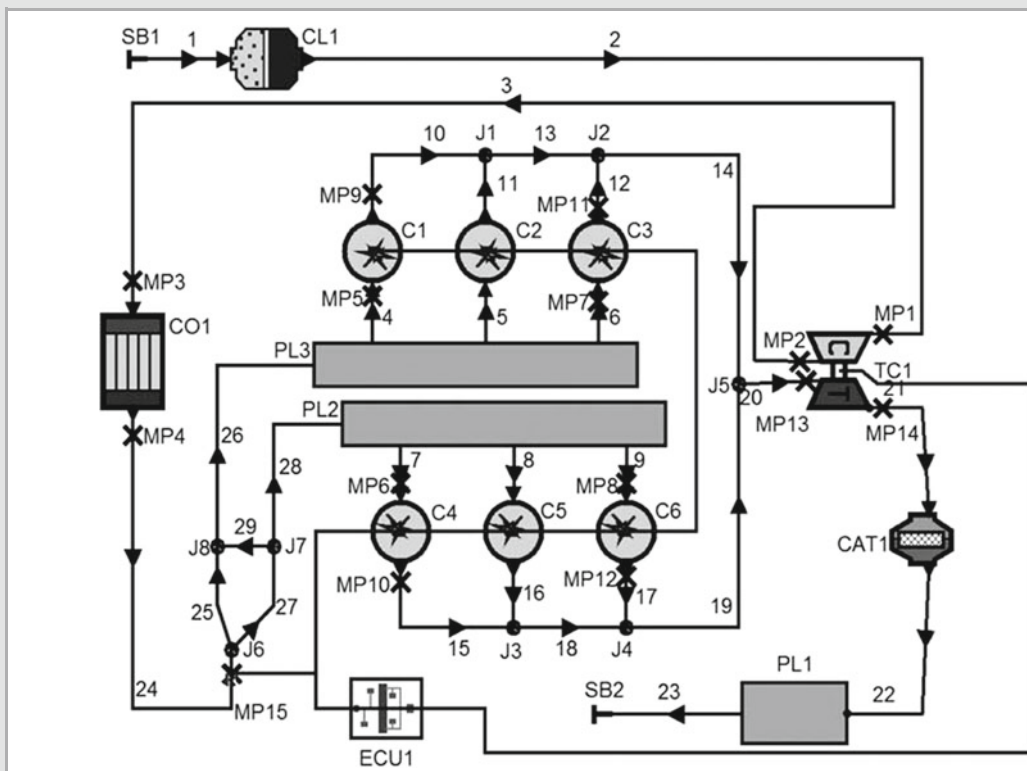 SB1 1 CL1 2
3
10 J1 13 J2
14
MP9 11 MP11 12
C1 C2 C3
MP3 MP5 4 5 MP7 6
CO1
MP1
PL3 MP2
TC1
J5 20 21
MP13 MP14
PL2
MP4
26 28 7 8 9
MP6 MP8
C4 C5 C6
J8 29 J7 CAT1
MP10 16 MP12 17
25 27 19
J6 15 J3 18 J4
24 PL1
MP15 SB2 23 22
ECU1
C
T